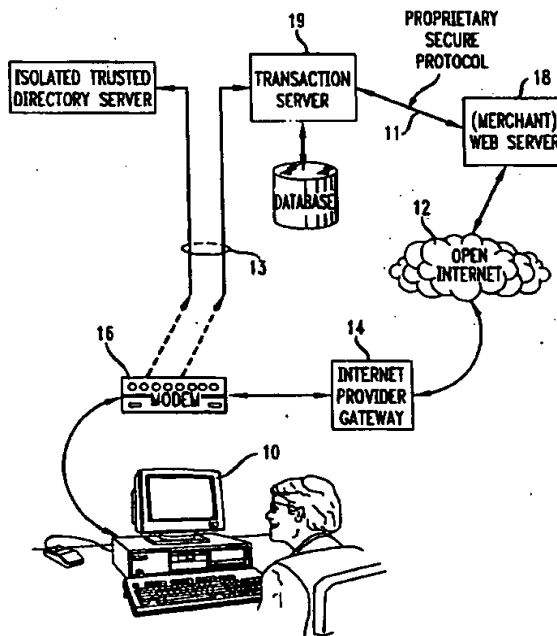 19
PROPRIETARY
SECURE
PROTOCOL
18
ISOLATED TRUSTED
DIRECTORY SERVER
TRANSACTION
SERVER
11
(MERCHANT)
WEB SERVER
DATABASE
12
OPEN
INTERNET
13
16
14
MODEM
INTERNET
PROVIDER
GATEWAY
10